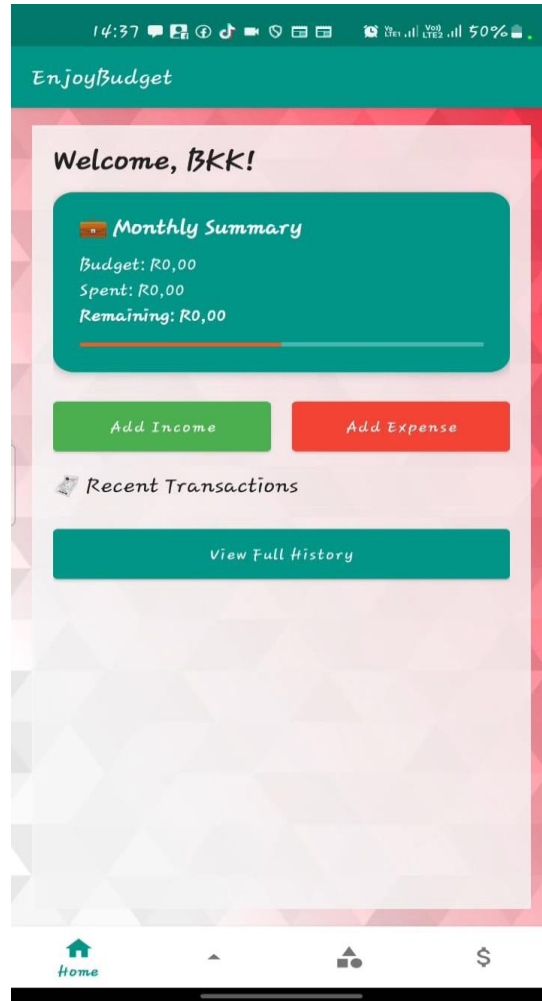 14:37 50%
EnjoyBudget
Welcome, BKK!
Monthly Summary
Budget: R0,00
Spent: R0,00
Remaining: R0,00
Add Income Add Expense
Recent Transactions
View Full History
Home